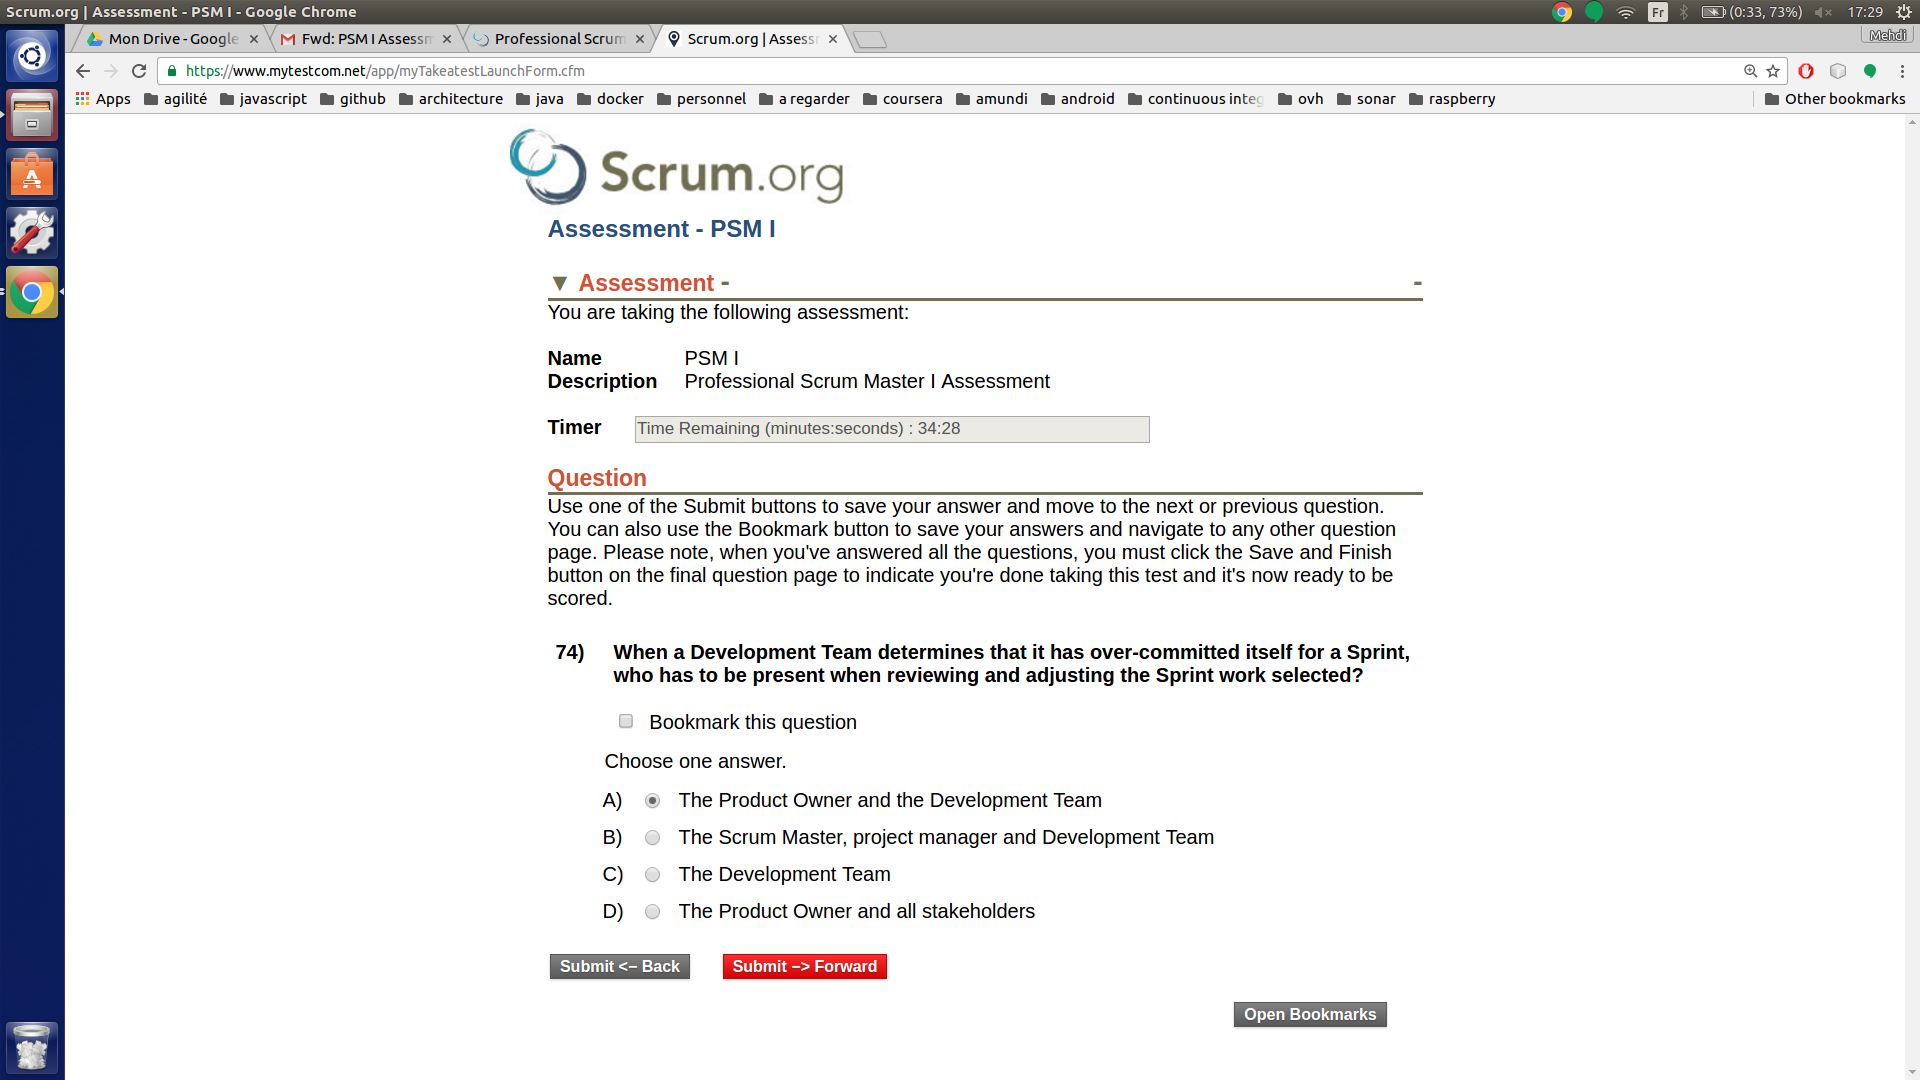 Scrum.org | Assessment - PSM I - Google Chrome
Fr
(0:33, 73%)
17:29
Mon Drive - Google
Fwd: PSM I Assessm
Professional Scrum
Scrum.org | Assess
Mehdi
https://www.mytestcom.net/app/myTakeatestLaunchForm.cfm
Apps agilité javascript github architecture java docker personnel a regarder coursera amundi android continuous integ ovh sonar raspberry Other bookmarks
Scrum.org
Assessment - PSM I
▼ Assessment - -
You are taking the following assessment:
Name PSM I
Description Professional Scrum Master I Assessment
Timer Time Remaining (minutes:seconds) : 34:28
Question
Use one of the Submit buttons to save your answer and move to the next or previous question.
You can also use the Bookmark button to save your answers and navigate to any other question
page. Please note, when you've answered all the questions, you must click the Save and Finish
button on the final question page to indicate you're done taking this test and it's now ready to be
scored.
74) When a Development Team determines that it has over-committed itself for a Sprint,
who has to be present when reviewing and adjusting the Sprint work selected?
Bookmark this question
Choose one answer.
A) The Product Owner and the Development Team
B) The Scrum Master, project manager and Development Team
C) The Development Team
D) The Product Owner and all stakeholders
Submit <– Back Submit –> Forward
Open Bookmarks